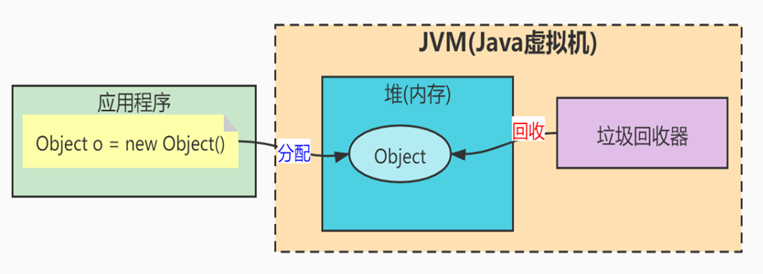 JVM(Java虚拟机)
应用程序
Object o = new Object()
分配
堆(内存)
Object
回收
垃圾回收器